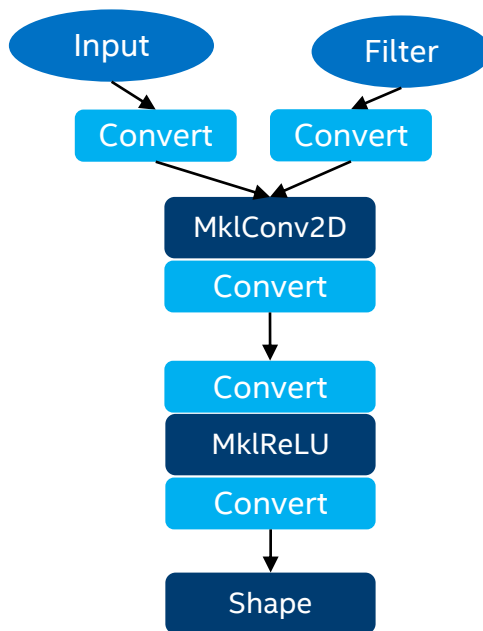 Input
Filter
Convert
Convert
MklConv2D
Convert
Convert
MklReLU
Convert
Shape